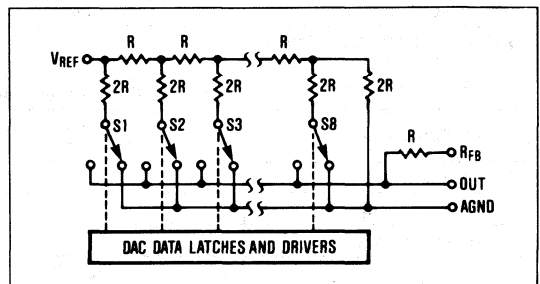 R R R
VREF
2R 2R 2R 2R 2R
S1 S2 S3 S8
R RFB
OUT
AGND
DAC DATA LATCHES AND DRIVERS